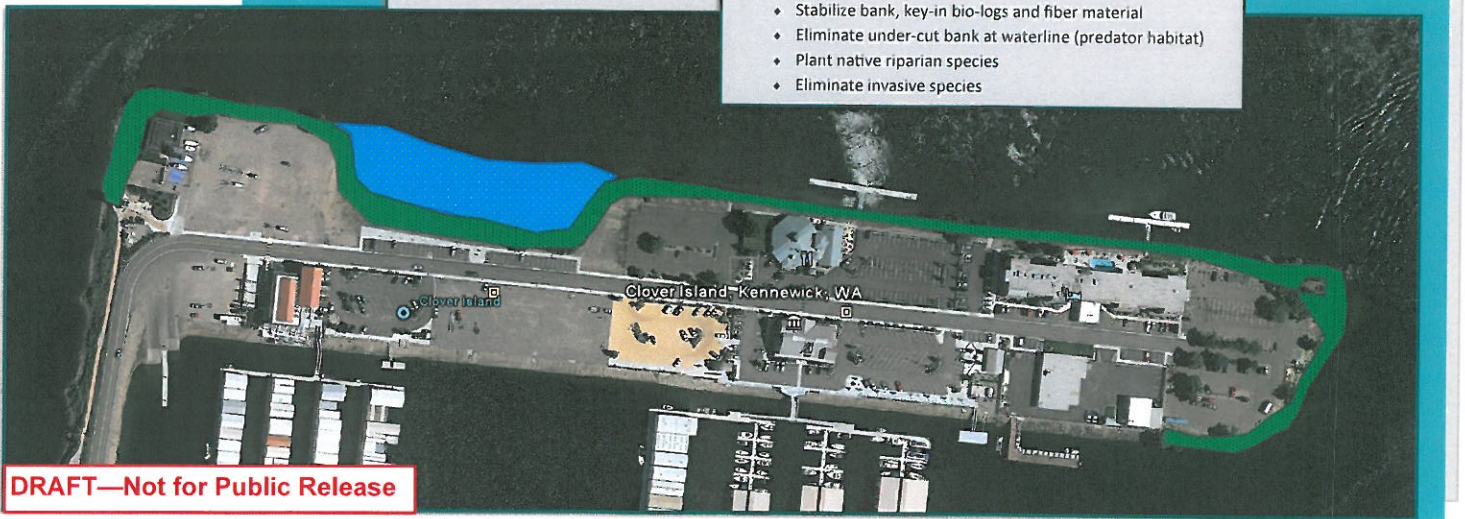 ♦ Stabilize bank, key-in bio-logs and fiber material
♦ Eliminate under-cut bank at waterline (predator habitat)
♦ Plant native riparian species
♦ Eliminate invasive species
Clover Island, Kennewick, WA
Clover Island
DRAFT—Not for Public Release